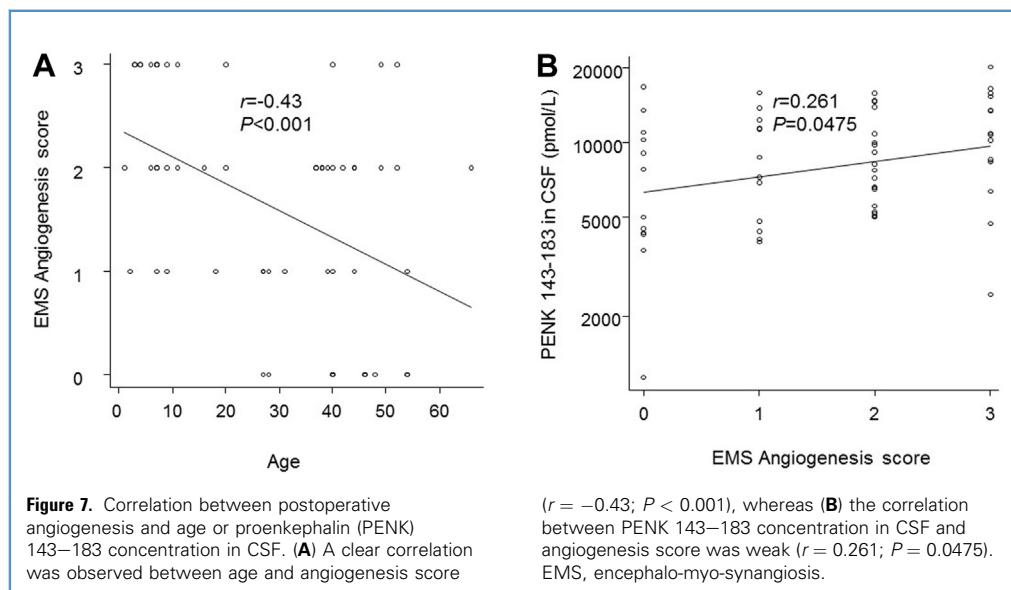 A
EMS Angiogenesis score
3
2
1
0
r=-0.43
P<0.001
0 10 20 30 40 50 60
Age
B
PENK 143-183 in CSF (pmol/L)
20000
10000
5000
2000
r=0.261
P=0.0475
0 1 2 3
EMS Angiogenesis score
Figure 7. Correlation between postoperative
angiogenesis and age or proenkephalin (PENK)
143–183 concentration in CSF. (A) A clear correlation
was observed between age and angiogenesis score
(r = −0.43; P < 0.001), whereas (B) the correlation
between PENK 143–183 concentration in CSF and
angiogenesis score was weak (r = 0.261; P = 0.0475).
EMS, encephalo-myo-synangiosis.